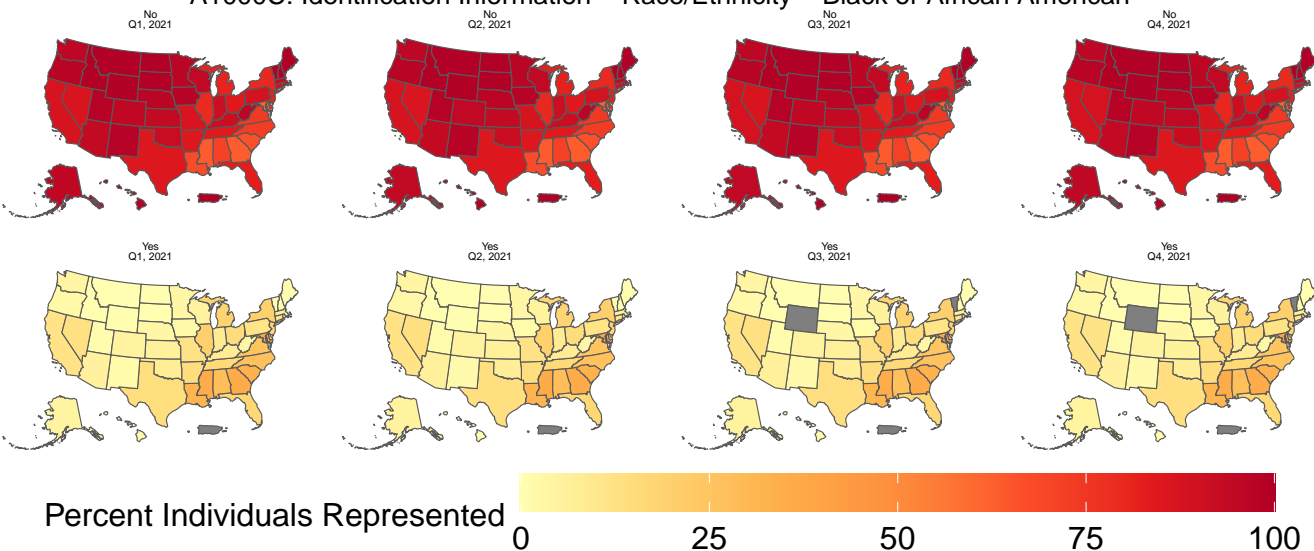 A1000C: Identification Information − Race/Ethnicity − Black or African American
No
Q1, 2021
No
Q2, 2021
No
Q3, 2021
No
Q4, 2021
Yes
Q1, 2021
Yes
Q2, 2021
Yes
Q3, 2021
Yes
Q4, 2021
Percent Individuals Represented
0 25 50 75 100